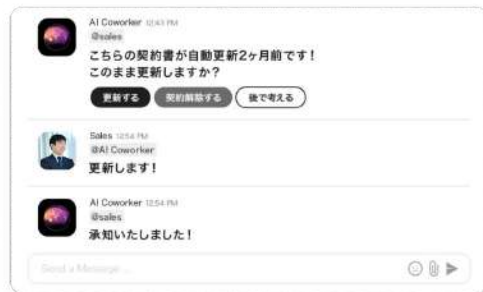 AI Coworker 12:43 PM
@sales
こちらの契約書が自動更新2ヶ月前です！
このまま更新しますか？
更新する 契約解除する 後で考える
Sales 12:54 PM
@AI Coworker
更新します！
AI Coworker 12:54 PM
@sales
承知いたしました！
Send a Message ...